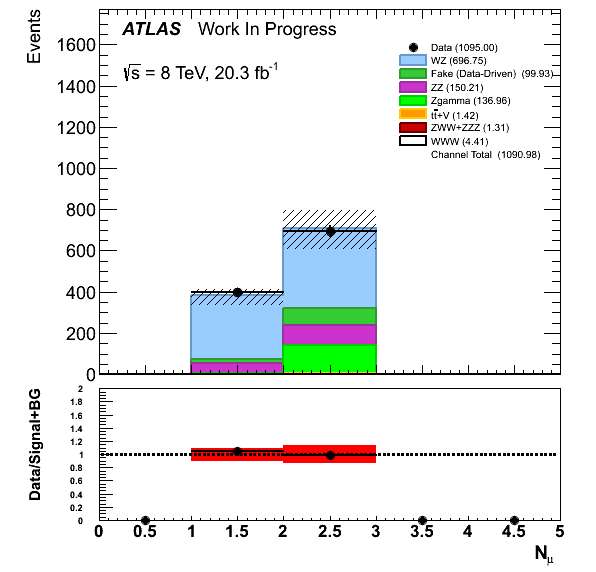 ATLAS Work In Progress
√s = 8 TeV, 20.3 fb⁻¹
Events
1600
1400
1200
1000
800
600
400
200
0
Data (1095.00)
WZ (696.75)
Fake (Data-Driven) (99.93)
ZZ (150.21)
Zgamma (136.96)
tt̄+V (1.42)
ZWW+ZZZ (1.31)
WWW (4.41)
Channel Total (1090.98)
Data/Signal+BG
2
1.8
1.6
1.4
1.2
1
0.8
0.6
0.4
0.2
0
0 0.5 1 1.5 2 2.5 3 3.5 4 4.5 5
Nμ